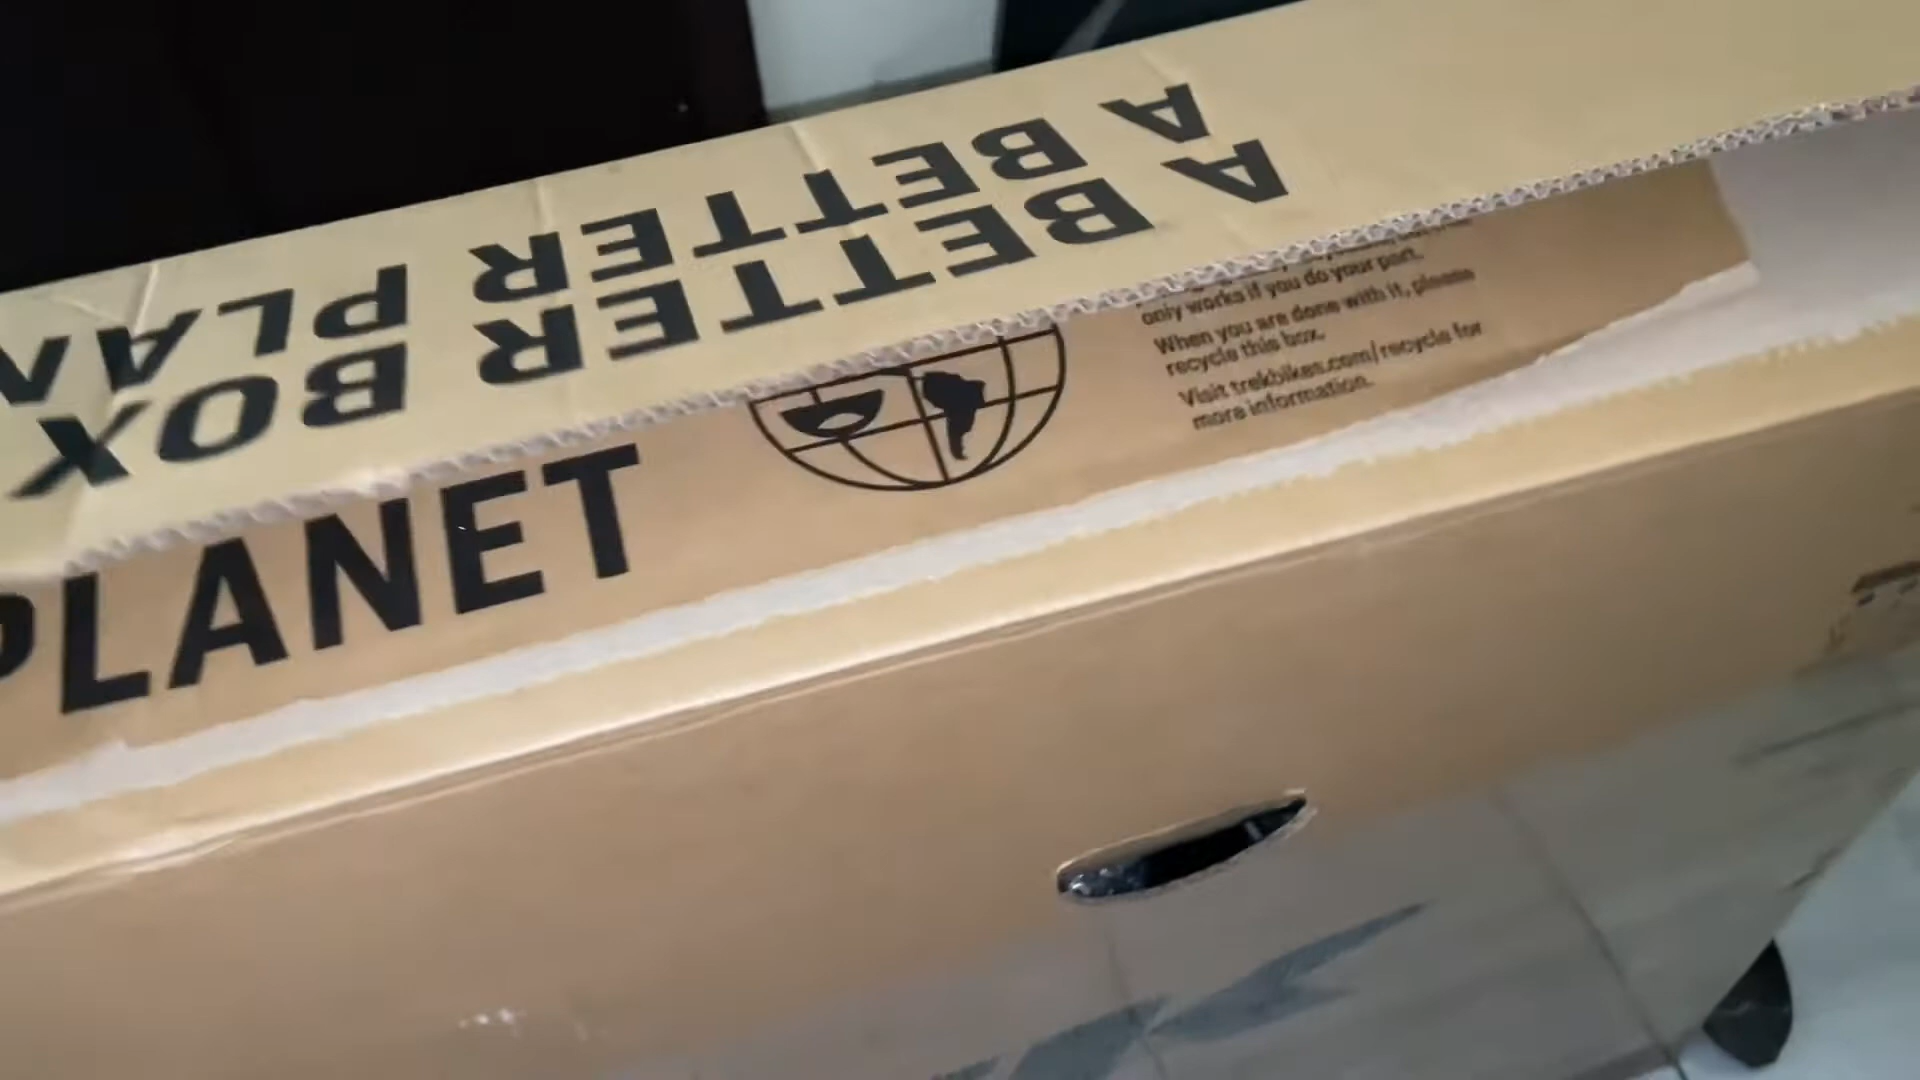 A BETTER BOX
A BETTER
PLANET
only works if you do your part.
When you are done with it, please
recycle this box.
Visit trekbikes.com/recycle for
more information.